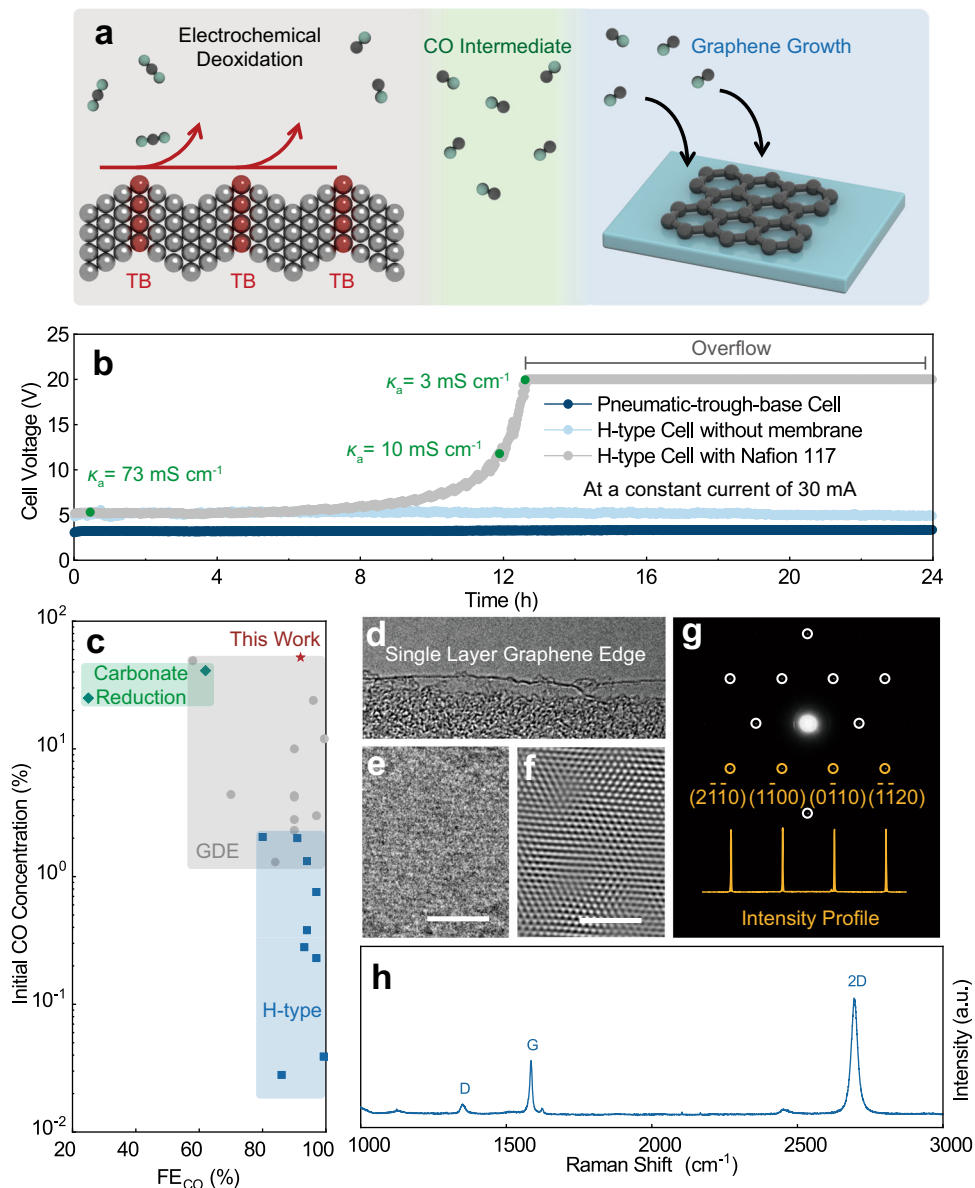 a
Electrochemical
Deoxidation
CO Intermediate
Graphene Growth
TB
TB
TB
b
25
20
15
10
5
0
Cell Voltage (V)
Overflow
κa= 3 mS cm-1
κa= 10 mS cm-1
κa= 73 mS cm-1
Pneumatic-trough-base Cell
H-type Cell without membrane
H-type Cell with Nafion 117
At a constant current of 30 mA
0 4 8 12 16 20 24
Time (h)
c
This Work
Carbonate
Reduction
GDE
H-type
10²
10¹
10⁰
10⁻¹
10⁻²
Initial CO Concentration (%)
20 40 60 80 100
FECO (%)
d
Single Layer Graphene Edge
e
f
g
(21̄1̄0)(11̄00)(01̄10)(1̄1̄20)
Intensity Profile
h
D
G
2D
Intensity (a.u.)
1000 1500 2000 2500 3000
Raman Shift (cm-1)